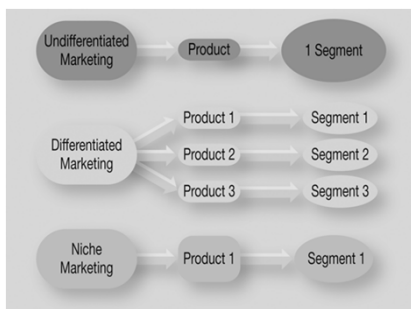 Undifferentiated
Marketing
Product
1 Segment
Differentiated
Marketing
Product 1
Segment 1
Product 2
Segment 2
Product 3
Segment 3
Niche
Marketing
Product 1
Segment 1